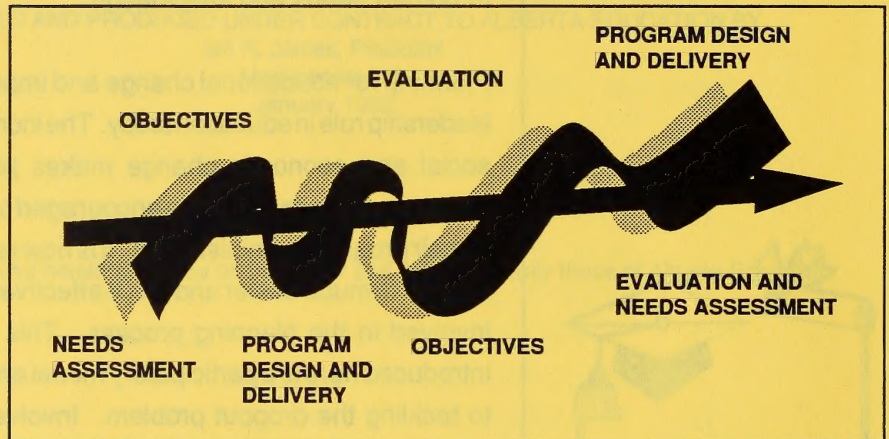 PROGRAM DESIGN
AND DELIVERY
EVALUATION
OBJECTIVES
EVALUATION AND
NEEDS ASSESSMENT
NEEDS
ASSESSMENT
PROGRAM
DESIGN AND
DELIVERY
OBJECTIVES